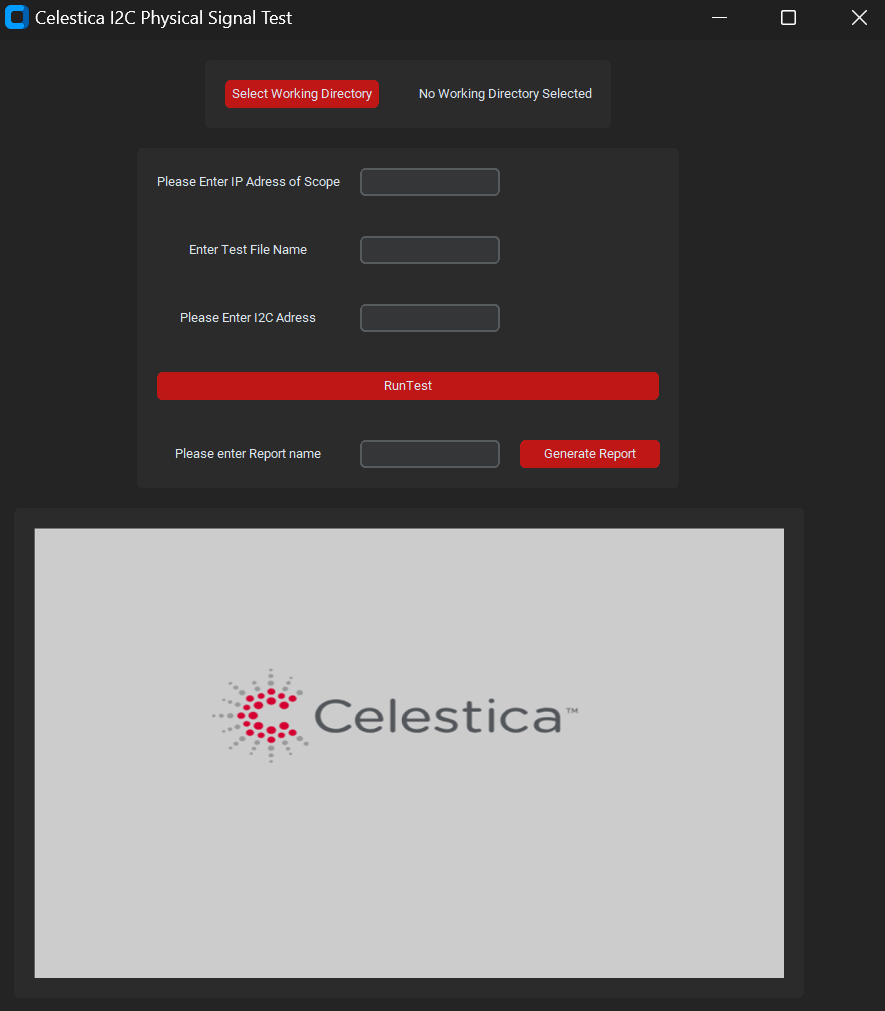 Celestica I2C Physical Signal Test
Select Working Directory
No Working Directory Selected
Please Enter IP Adress of Scope
Enter Test File Name
Please Enter I2C Adress
RunTest
Please enter Report name
Generate Report
Celestica™